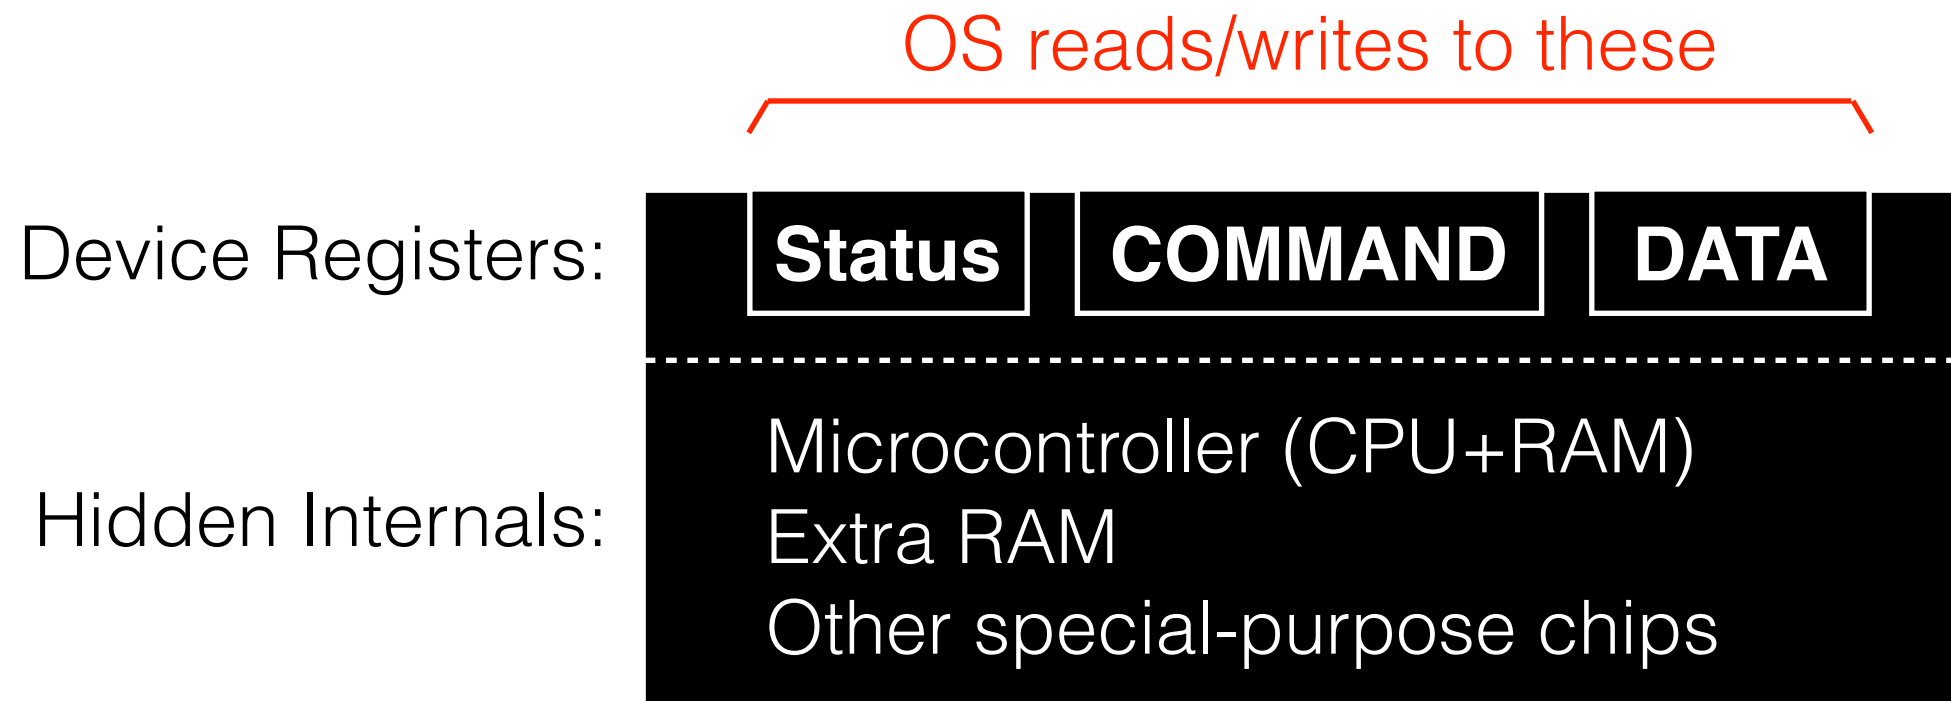 OS reads/writes to these
Device Registers: Status COMMAND DATA
Microcontroller (CPU+RAM)
Hidden Internals: Extra RAM
Other special-purpose chips